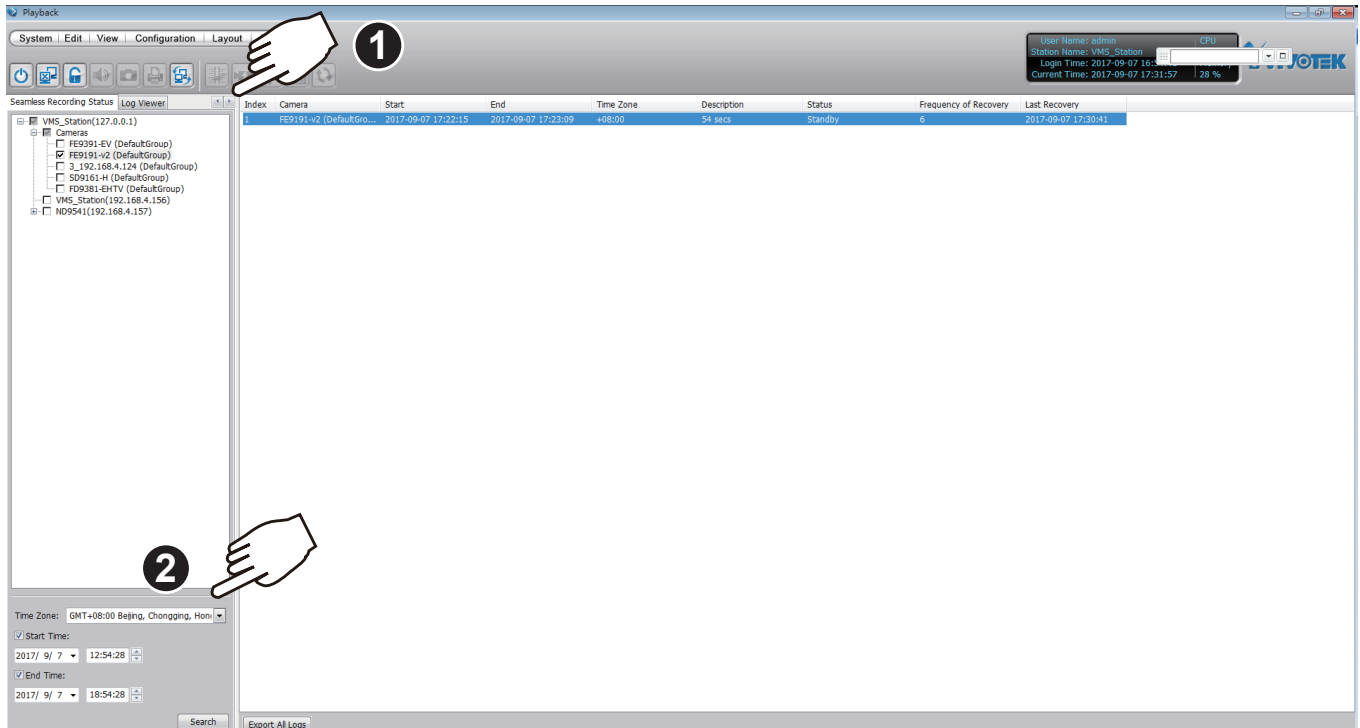 Playback
System Edit View Configuration Layout
1
User Name: admin CPU
Station Name: VMS_Station
Login Time: 2017-09-07
Current Time: 2017-09-07 17:31:57 28 %
VIVOTEK
Seamless Recording Status Log Viewer
Index Camera Start End Time Zone Description Status Frequency of Recovery Last Recovery
1 FE9191-v2 (DefaultGro... 2017-09-07 17:22:15 2017-09-07 17:23:09 +08:00 54 secs Standby 6 2017-09-07 17:30:41
VMS_Station(127.0.0.1)
Cameras
FE9391-EV (DefaultGroup)
FE9191-v2 (DefaultGroup)
3_192.168.4.124 (DefaultGroup)
SD9161-H (DefaultGroup)
FD9381-EHTV (DefaultGroup)
VMS_Station(192.168.4.156)
ND9541(192.168.4.157)
2
Time Zone: GMT+08:00 Beijing, Chongqing, Hon
Start Time:
2017/ 9/ 7 12:54:28
End Time:
2017/ 9/ 7 18:54:28
Search Export All Logs